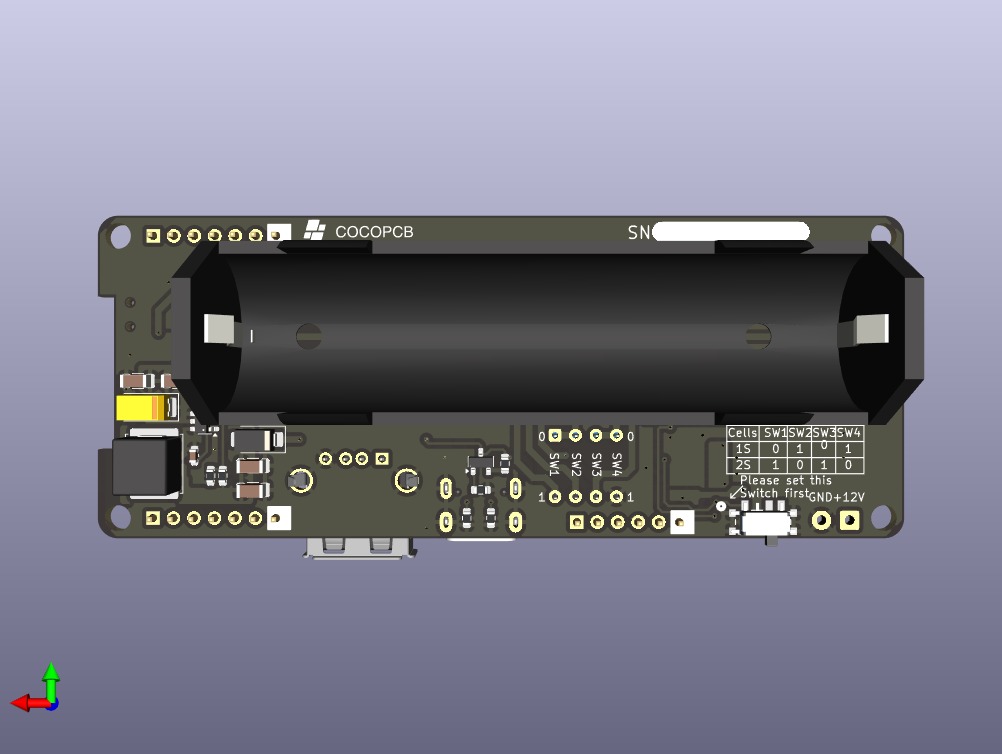 COCOPCB
SN
0 0
SW1 SW2 SW3 SW4
1 1
Cells SW1 SW2 SW3 SW4
1S 0 1 0 1
2S 1 0 1 0
Please set this
Switch first
GND +12V